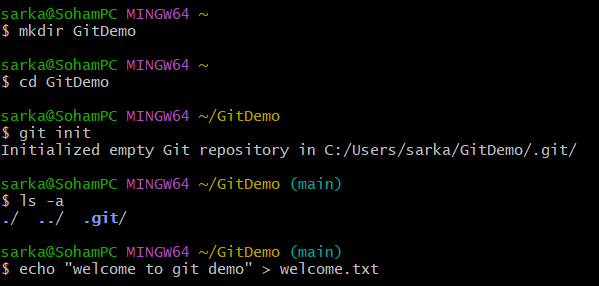 sarka@SohamPC MINGW64 ~
$ mkdir GitDemo
sarka@SohamPC MINGW64 ~
$ cd GitDemo
sarka@SohamPC MINGW64 ~/GitDemo
$ git init
Initialized empty Git repository in C:/Users/sarka/GitDemo/.git/
sarka@SohamPC MINGW64 ~/GitDemo (main)
$ ls -a
./  ../  .git/
sarka@SohamPC MINGW64 ~/GitDemo (main)
$ echo "welcome to git demo" > welcome.txt